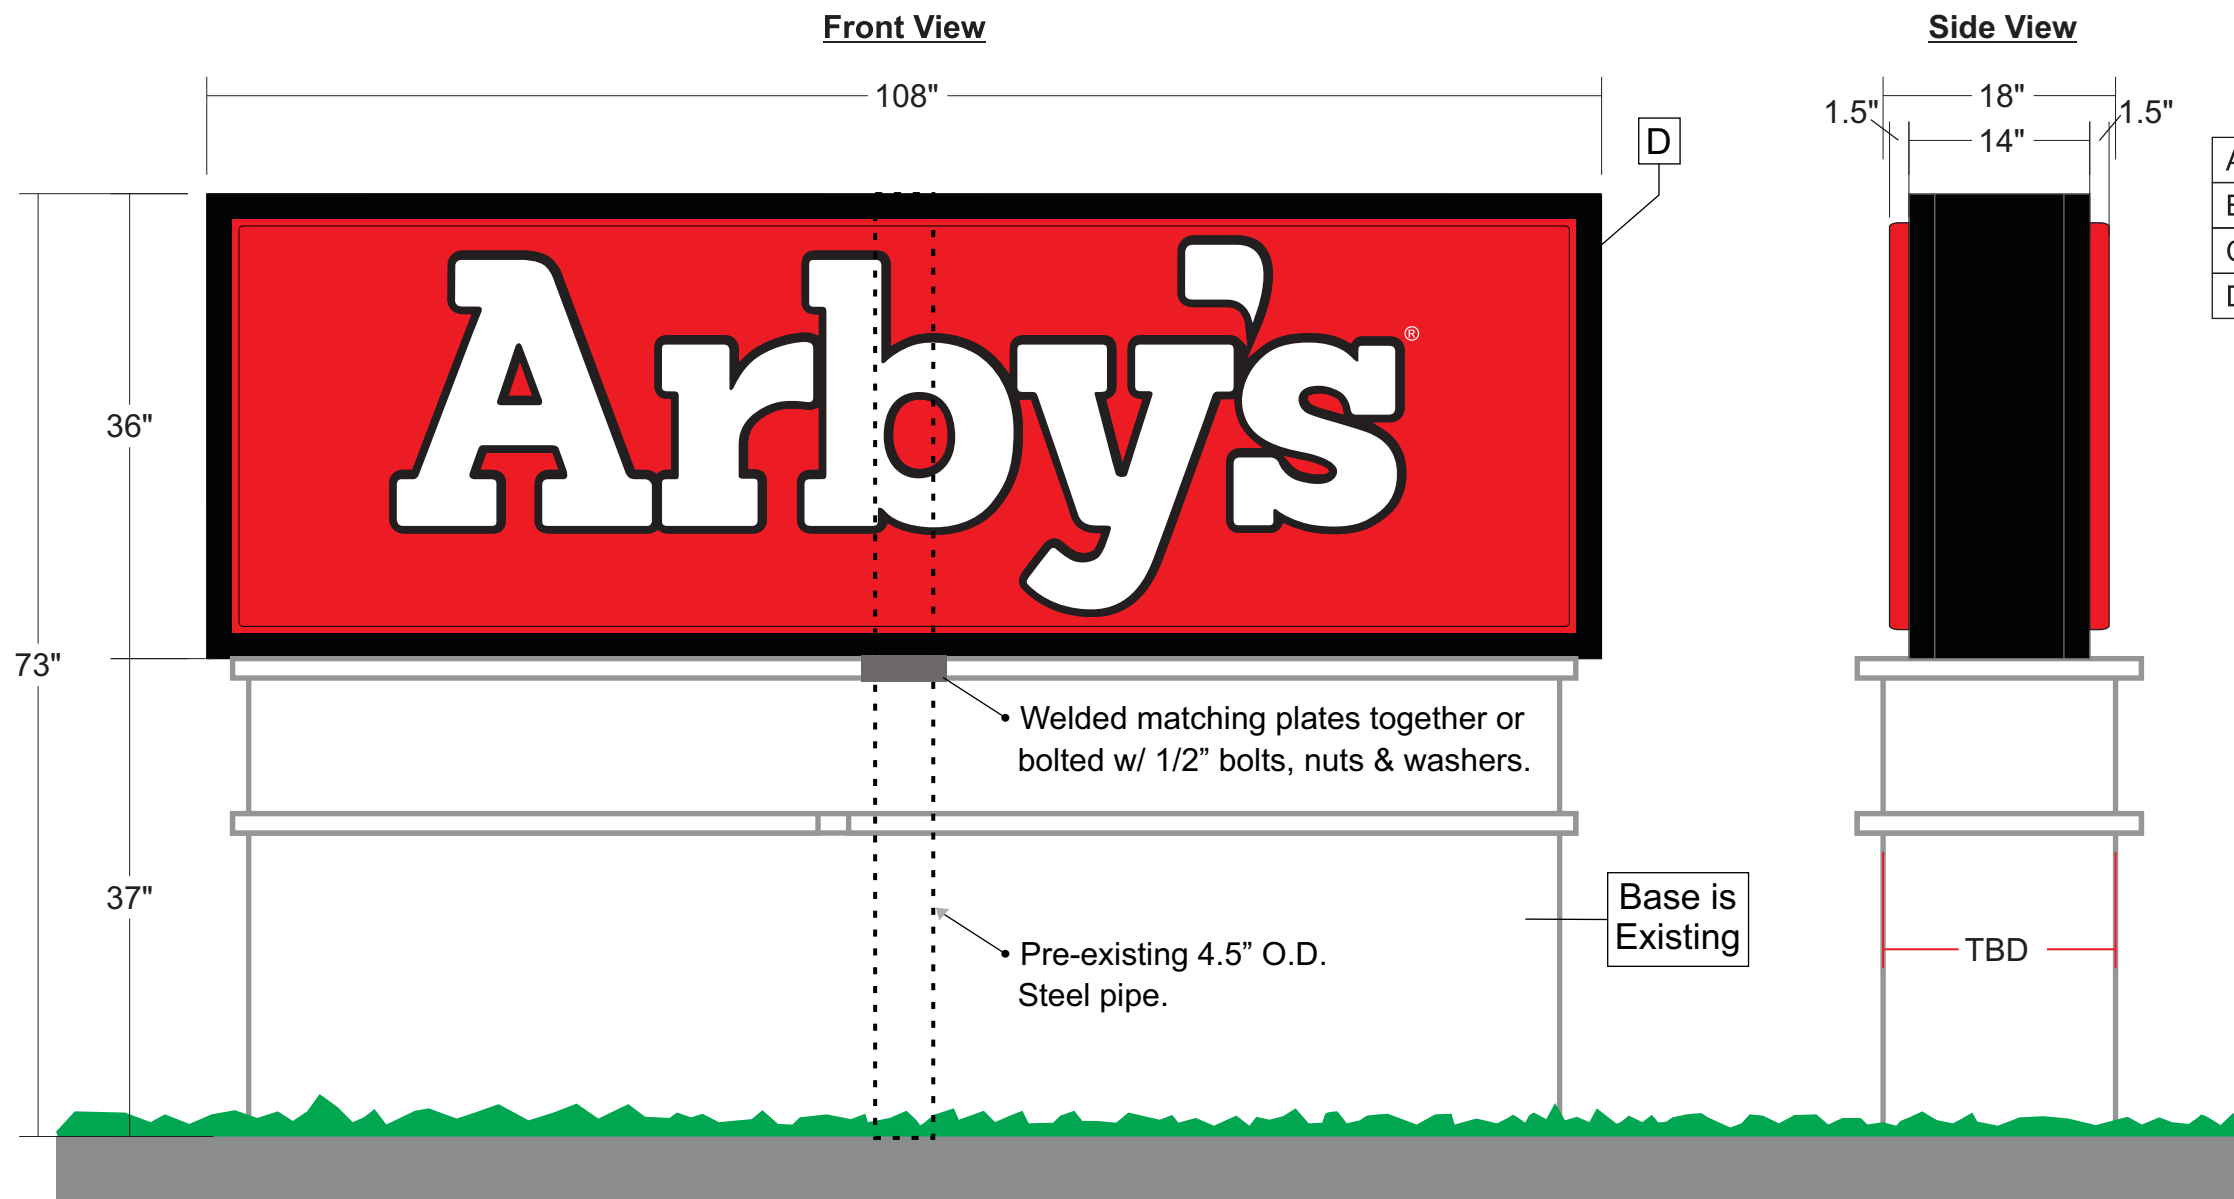 Front View
Side View
108"
18"
1.5"
14"
1.5"
D
A
B
C
D
Arby's®
36"
73"
37"
Welded matching plates together or
bolted w/ 1/2” bolts, nuts & washers.
Base is
Existing
Pre-existing 4.5” O.D.
Steel pipe.
TBD